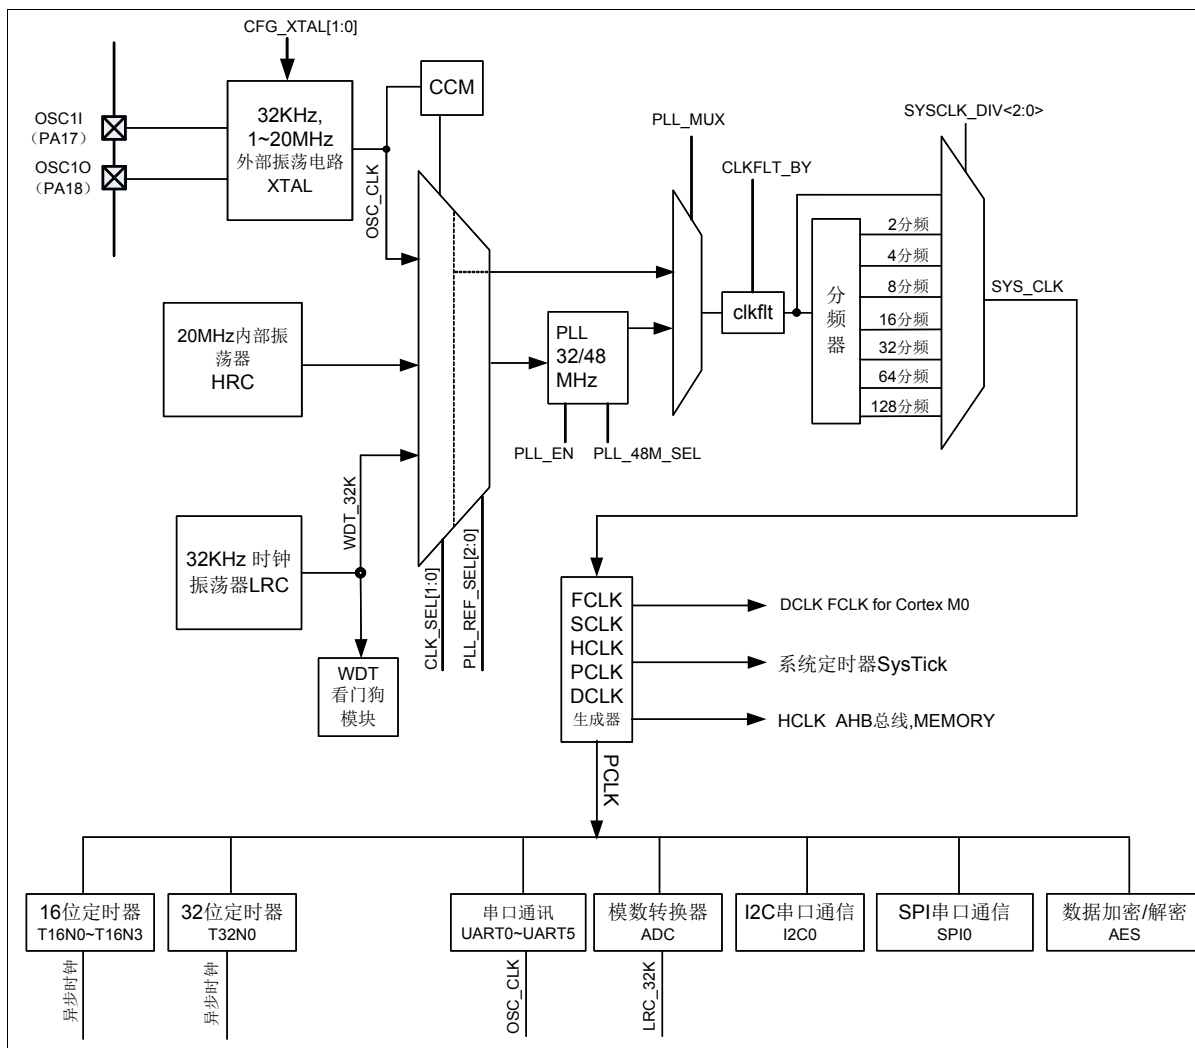 CFG_XTAL[1:0]
OSC1I
（PA17）
OSC1O
（PA18）
32KHz,
1~20MHz
外部振荡电路
XTAL
CCM
OSC_CLK
PLL_MUX
CLKFLT_BY
SYSCLK_DIV<2:0>
20MHz内部振
荡器
HRC
PLL
32/48
MHz
PLL_EN
PLL_48M_SEL
clkflt
分
频
器
2分频
4分频
8分频
16分频
32分频
64分频
128分频
SYS_CLK
WDT_32K
32KHz 时钟
振荡器LRC
CLK_SEL[1:0]
PLL_REF_SEL[2:0]
WDT
看门狗
模块
FCLK
SCLK
HCLK
PCLK
DCLK
生成器
DCLK FCLK for Cortex M0
系统定时器SysTick
HCLK AHB总线,MEMORY
PCLK
16位定时器
T16N0~T16N3
32位定时器
T32N0
串口通讯
UART0~UART5
模数转换器
ADC
I2C串口通信
I2C0
SPI串口通信
SPI0
数据加密/解密
AES
异步时钟
异步时钟
OSC_CLK
LRC_32K